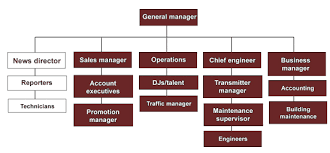 General manager
News director
Reporters
Technicians
Sales manager
Account
executives
Promotion
manager
Operations
DJs/talent
Traffic manager
Chief engineer
Transmitter
manager
Maintenance
supervisor
Engineers
Business
manager
Accounting
Building
maintenance